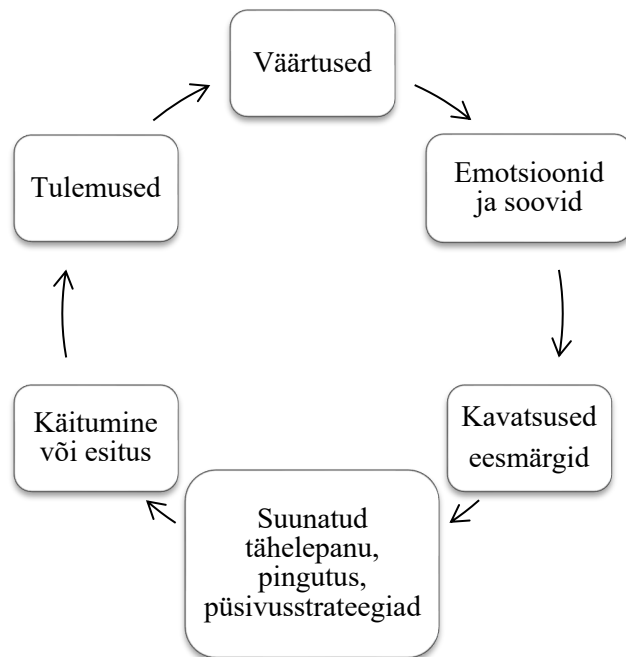 Väärtused
Emotsioonid
ja soovid
Kavatsused
eesmärgid
Suunatud
tähelepanu,
pingutus,
püsivusstrateegiad
Käitumine
või esitus
Tulemused